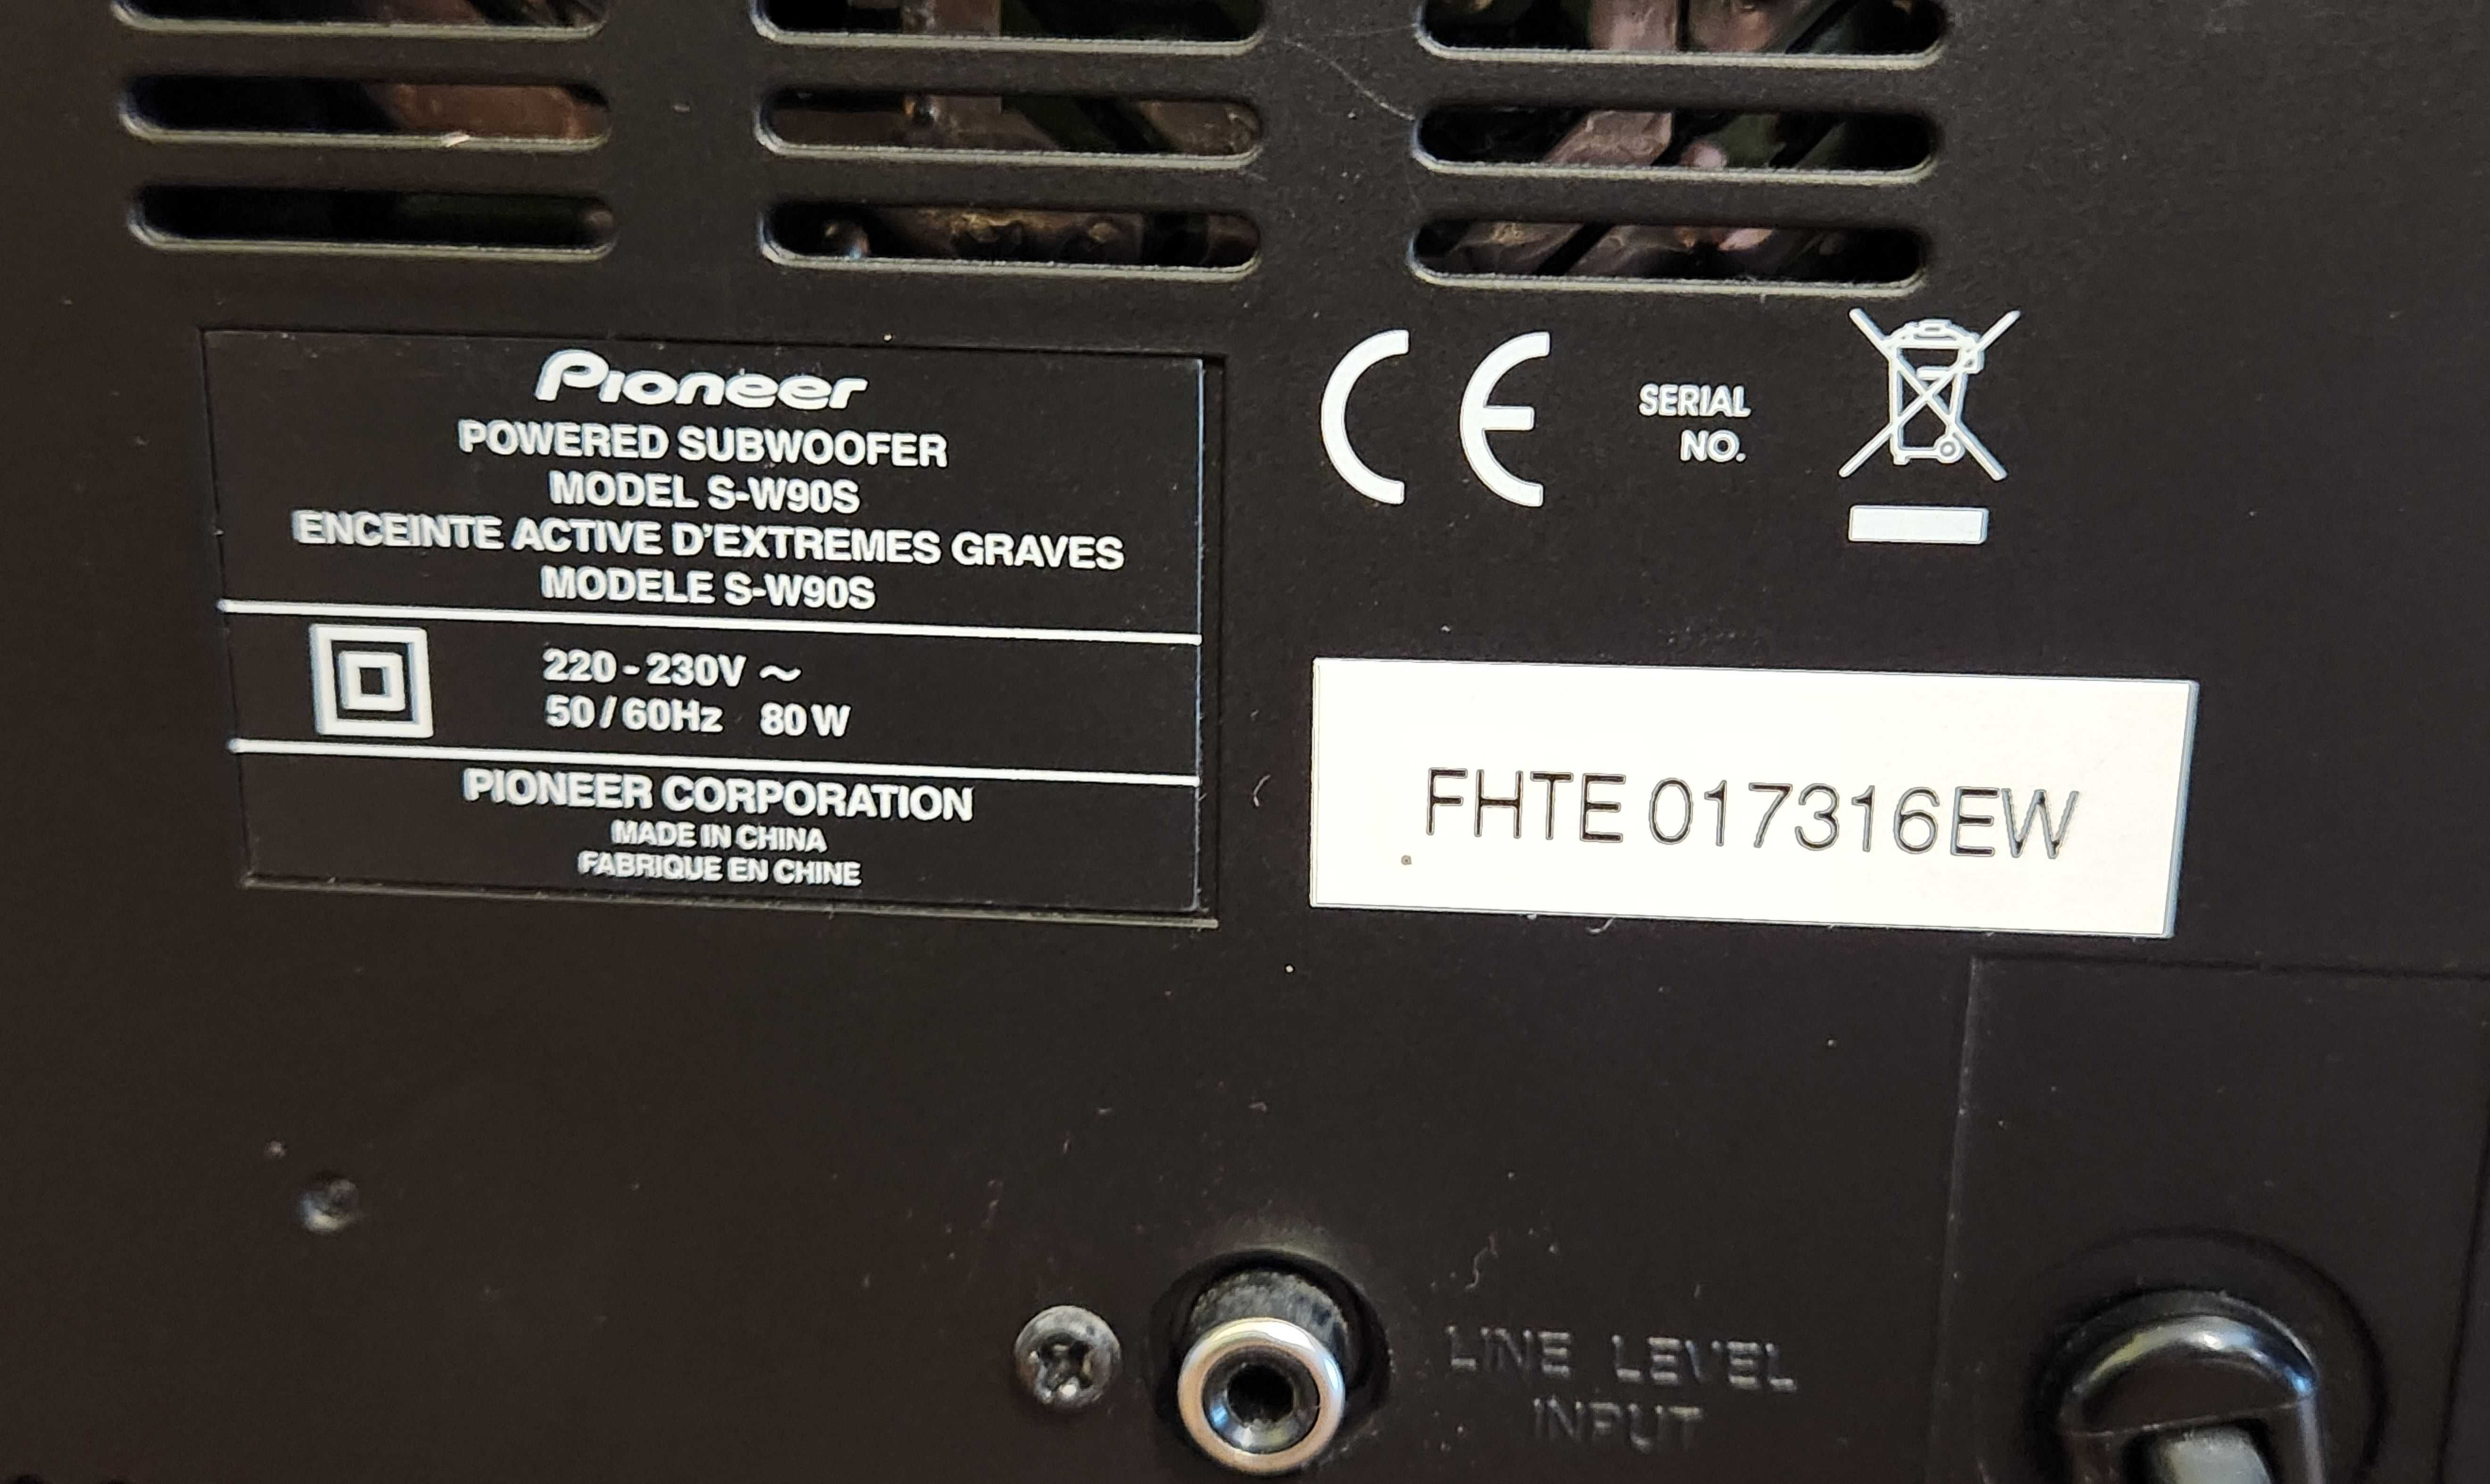 Pioneer
POWERED SUBWOOFER
MODEL S-W90S
ENCEINTE ACTIVE D'EXTREMES GRAVES
MODELE S-W90S
220 - 230V ~
50 / 60Hz 80 W
PIONEER CORPORATION
MADE IN CHINA
FABRIQUE EN CHINE
CE
SERIAL
NO.
FHTE 017316EW
LINE LEVEL
INPUT